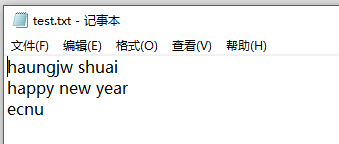 test.txt - 记事本
文件(F) 编辑(E) 格式(O) 查看(V) 帮助(H)
haungjw shuai
happy new year
ecnu